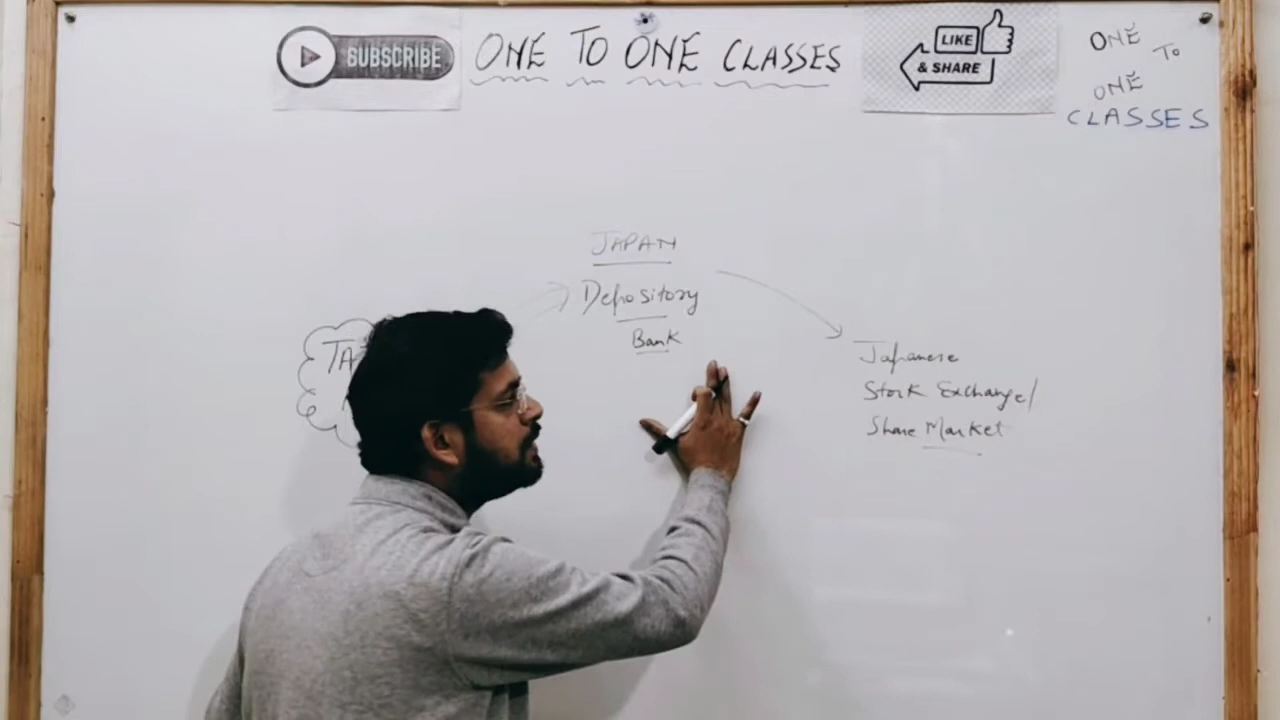 SUBSCRIBE
ONE TO ONE CLASSES
LIKE
& SHARE
ONE
TO
ONE
CLASSES
JAPAN
Depository
Bank
TA
Japanese
Stock Exchange/
Share Market